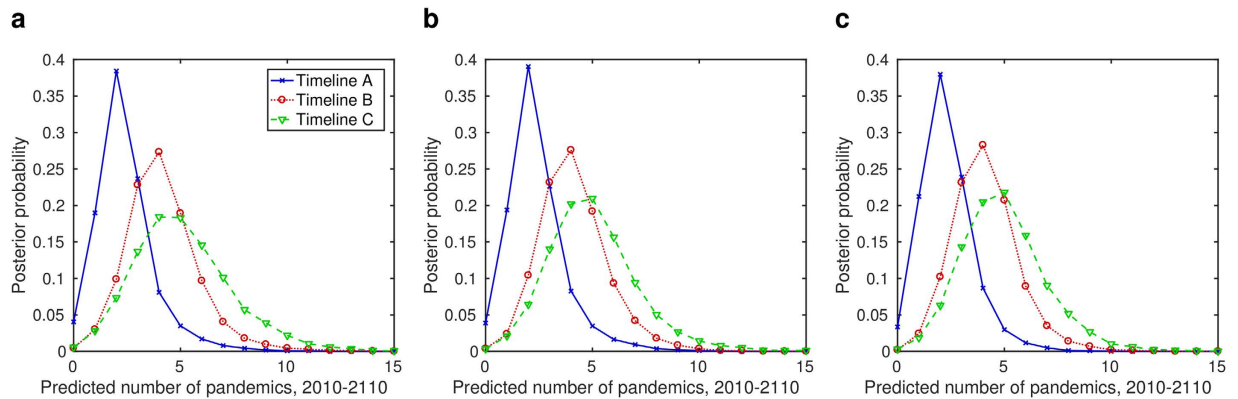 a
b
c
0.4
0.35
0.3
0.25
0.2
0.15
0.1
0.05
0
Posterior probability
Timeline A
Timeline B
Timeline C
0 5 10 15
Predicted number of pandemics, 2010-2110
0.4
0.35
0.3
0.25
0.2
0.15
0.1
0.05
0
Posterior probability
0 5 10 15
Predicted number of pandemics, 2010-2110
0.4
0.35
0.3
0.25
0.2
0.15
0.1
0.05
0
Posterior probability
0 5 10 15
Predicted number of pandemics, 2010-2110